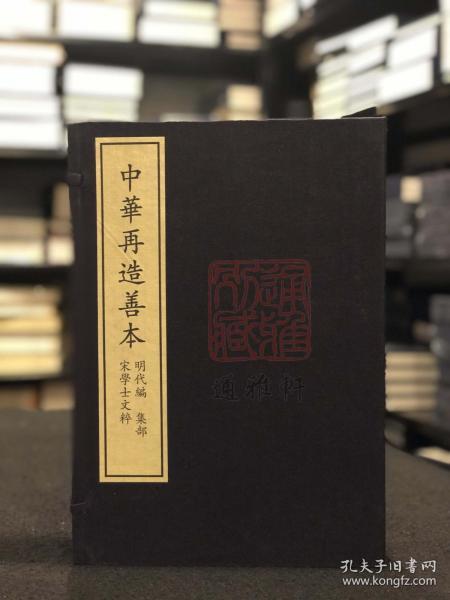 中華再造善本
明代編 集部
宋學士文粹
通雅軒
孔夫子旧书网
www.kongfz.com